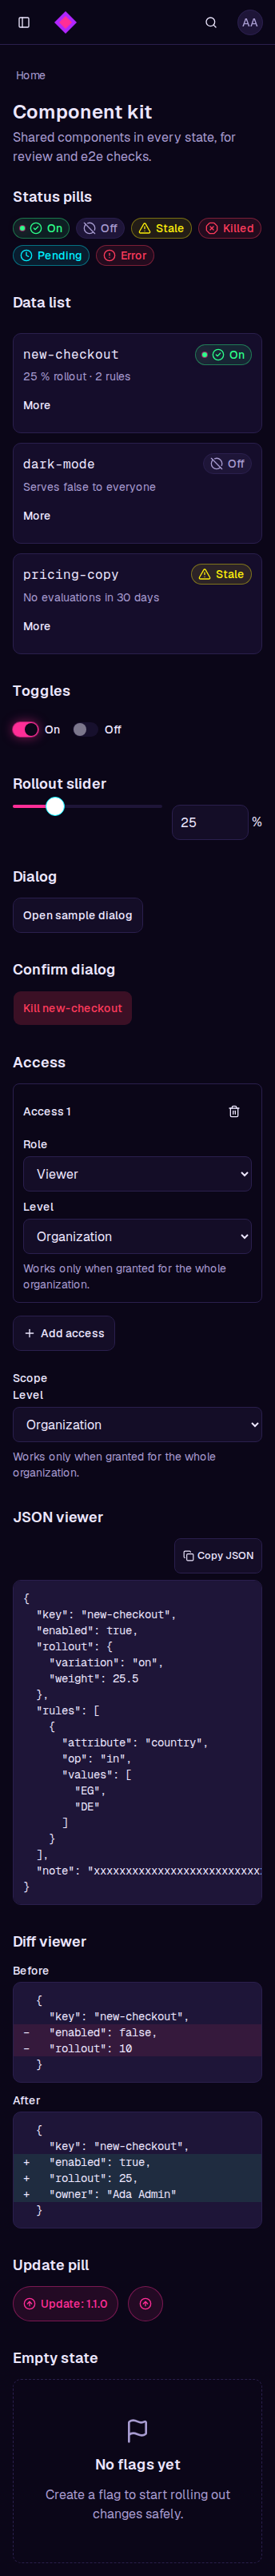 AA
Home
Component kit
Shared components in every state, for
review and e2e checks.
Status pills
On
Off
Stale
Killed
Pending
Error
Data list
new-checkout
On
25 % rollout · 2 rules
More
dark-mode
Off
Serves false to everyone
More
pricing-copy
Stale
No evaluations in 30 days
More
Toggles
On
Off
Rollout slider
25
%
Dialog
Open sample dialog
Confirm dialog
Kill new-checkout
Access
Access 1
Role
Viewer
Level
Organization
Works only when granted for the whole
organization.
Add access
Scope
Level
Organization
Works only when granted for the whole
organization.
JSON viewer
Copy JSON
{
"key": "new-checkout",
"enabled": true,
"rollout": {
"variation": "on",
"weight": 25.5
},
"rules": [
{
"attribute": "country",
"op": "in",
"values": [
"EG",
"DE"
]
}
],
"note": "xxxxxxxxxxxxxxxxxxxxxxxxxx
}
Diff viewer
Before
{
"key": "new-checkout",
− "enabled": false,
− "rollout": 10
}
After
{
"key": "new-checkout",
+ "enabled": true,
+ "rollout": 25,
+ "owner": "Ada Admin"
}
Update pill
Update: 1.1.0
Empty state
No flags yet
Create a flag to start rolling out
changes safely.